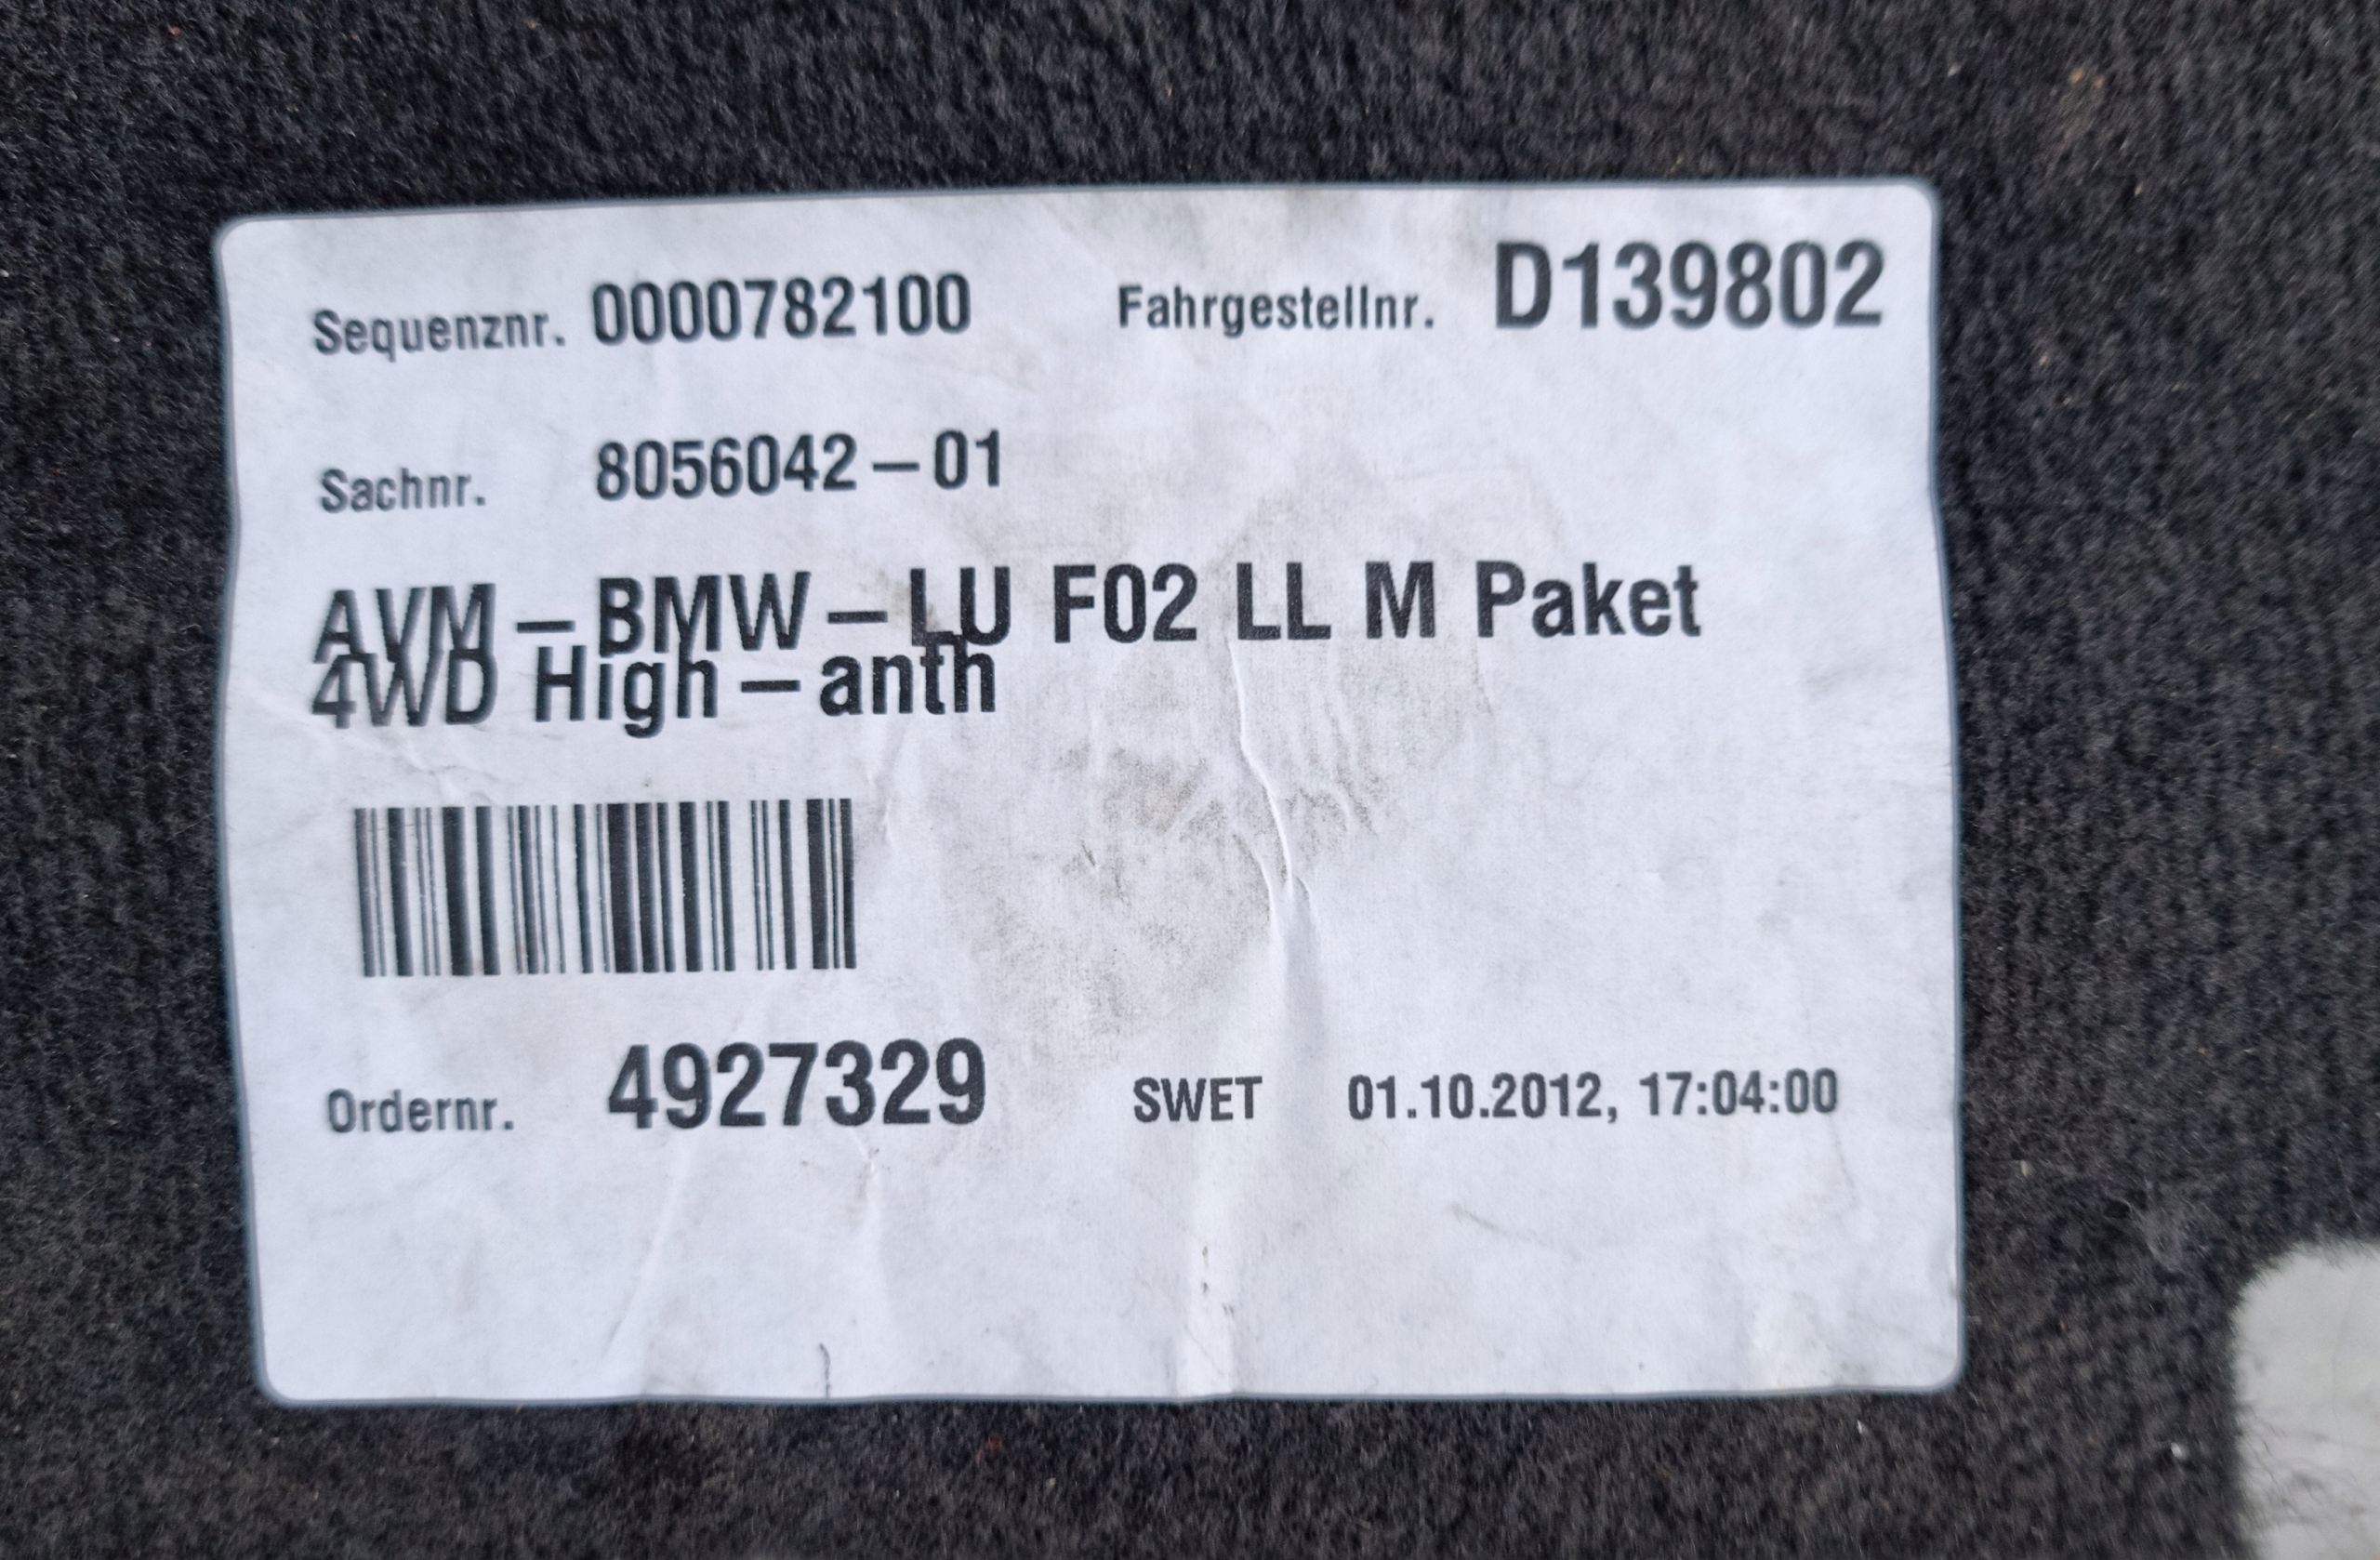 Sequenznr. 0000782100 Fahrgestellnr. D139802
Sachnr. 8056042-01
AVM-BMW-LU F02 LL M Paket
4WD High-anth
Ordernr. 4927329 SWET 01.10.2012, 17:04:00